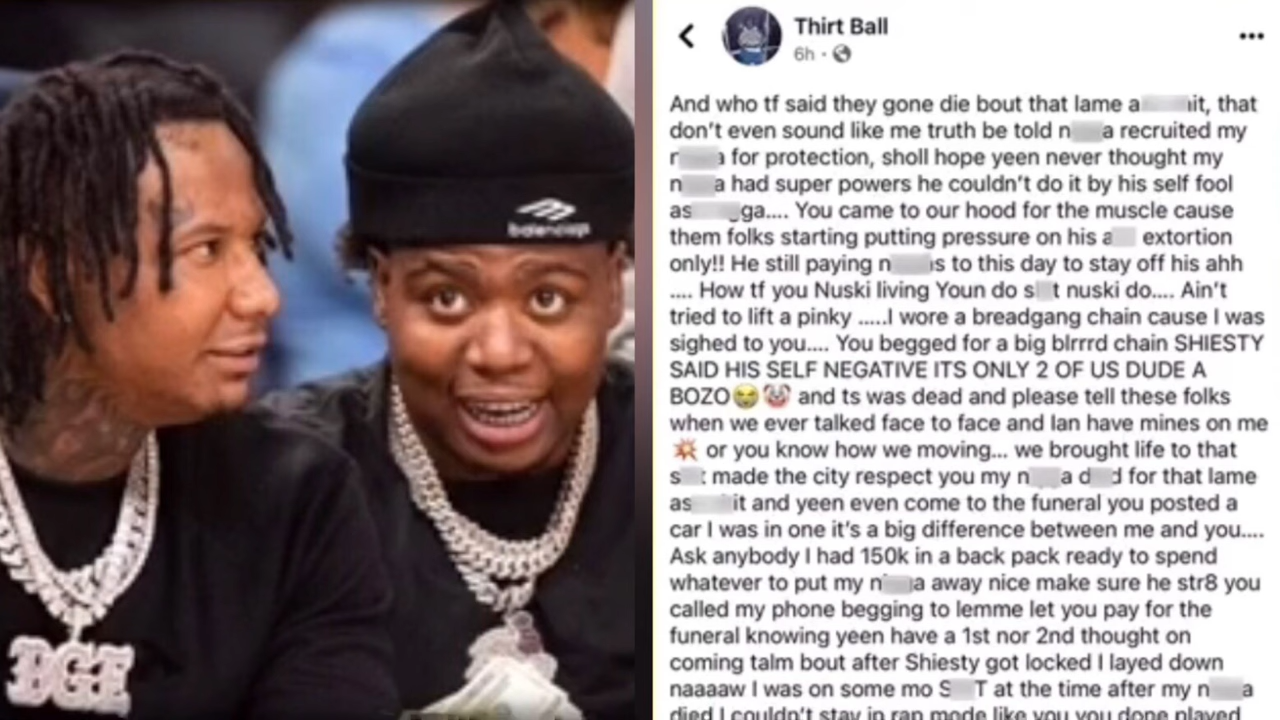 balenciaga
BGE
Thirt Ball
6h ·
And who tf said they gone die bout that lame a it, that
don't even sound like me truth be told n a recruited my
n a for protection, sholl hope yeen never thought my
n a had super powers he couldn't do it by his self fool
as ga.... You came to our hood for the muscle cause
them folks starting putting pressure on his a extortion
only!! He still paying n s to this day to stay off his ahh
.... How tf you Nuski living Youn do s t nuski do.... Ain't
tried to lift a pinky .....I wore a breadgang chain cause I was
sighed to you.... You begged for a big blrrrd chain SHIESTY
SAID HIS SELF NEGATIVE ITS ONLY 2 OF US DUDE A
BOZO😭🤡 and ts was dead and please tell these folks
when we ever talked face to face and Ian have mines on me
💥 or you know how we moving... we brought life to that
s t made the city respect you my n a d d for that lame
as it and yeen even come to the funeral you posted a
car I was in one it's a big difference between me and you....
Ask anybody I had 150k in a back pack ready to spend
whatever to put my n a away nice make sure he str8 you
called my phone begging to lemme let you pay for the
funeral knowing yeen have a 1st nor 2nd thought on
coming talm bout after Shiesty got locked I layed down
naaaaw I was on some mo S T at the time after my n a
died I couldn't stay in rap mode like you you done played